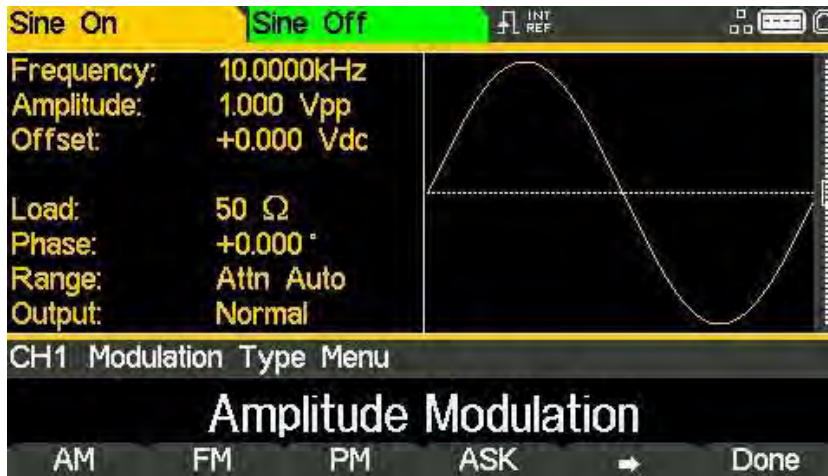 Sine On Sine Off INT REF
Frequency: 10.0000kHz
Amplitude: 1.000 Vpp
Offset: +0.000 Vdc
Load: 50 Ω
Phase: +0.000 °
Range: Attn Auto
Output: Normal
CH1 Modulation Type Menu
Amplitude Modulation
AM FM PM ASK ➡ Done